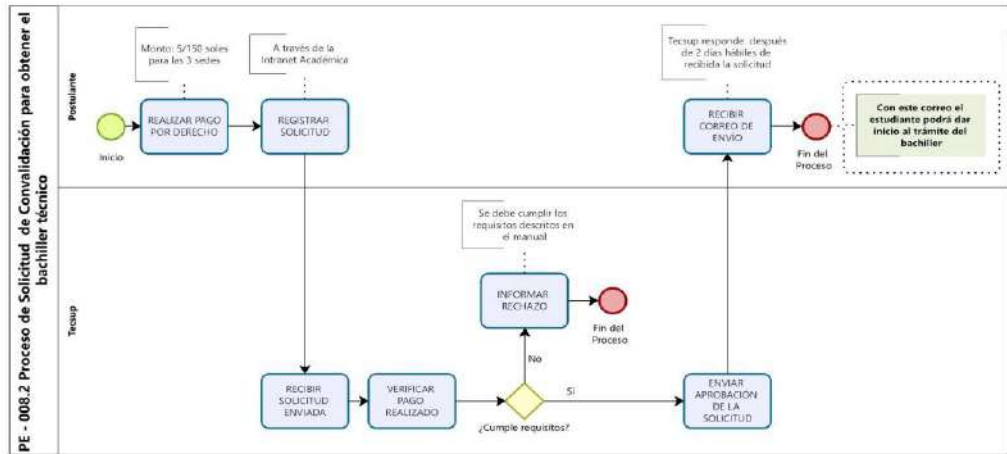 PE - 008.2 Proceso de Solicitud de Convalidación para obtener el
bachiller técnico
Postulante
Monto: S/150 soles
para las 3 sedes
A través de la
Intranet Académica
Inicio
REALIZAR PAGO
POR DERECHO
REGISTRAR
SOLICITUD
Tecsup responde después
de 2 días hábiles de
recibida la solicitud
RECIBIR
CORREO DE
ENVÍO
Fin del
Proceso
Con este correo el
estudiante podrá dar
inicio al trámite del
bachiller
Tecsup
Se debe cumplir los
requisitos descritos en
el manual
INFORMAR
RECHAZO
Fin del
Proceso
No
RECIBIR
SOLICITUD
ENVIADA
VERIFICAR
PAGO
REALIZADO
¿Cumple requisitos?
Sí
ENVIAR
APROBACIÓN
DE LA
SOLICITUD